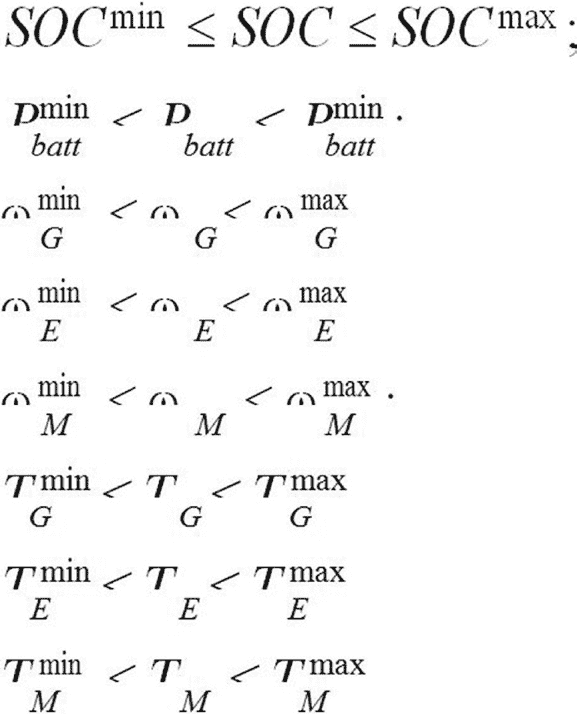 SOC^min ≤ SOC ≤ SOC^max ;
P_batt^min < P_batt < P_batt^min .
ω_G^min < ω_G < ω_G^max
ω_E^min < ω_E < ω_E^max
ω_M^min < ω_M < ω_M^max .
T_G^min < T_G < T_G^max
T_E^min < T_E < T_E^max
T_M^min < T_M < T_M^max